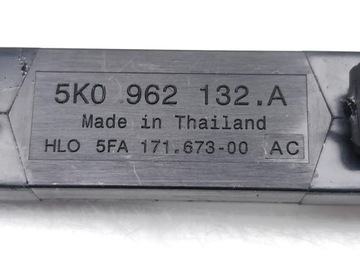 5K0 962 132.A
Made in Thailand
HLO 5FA 171.673-00 AC